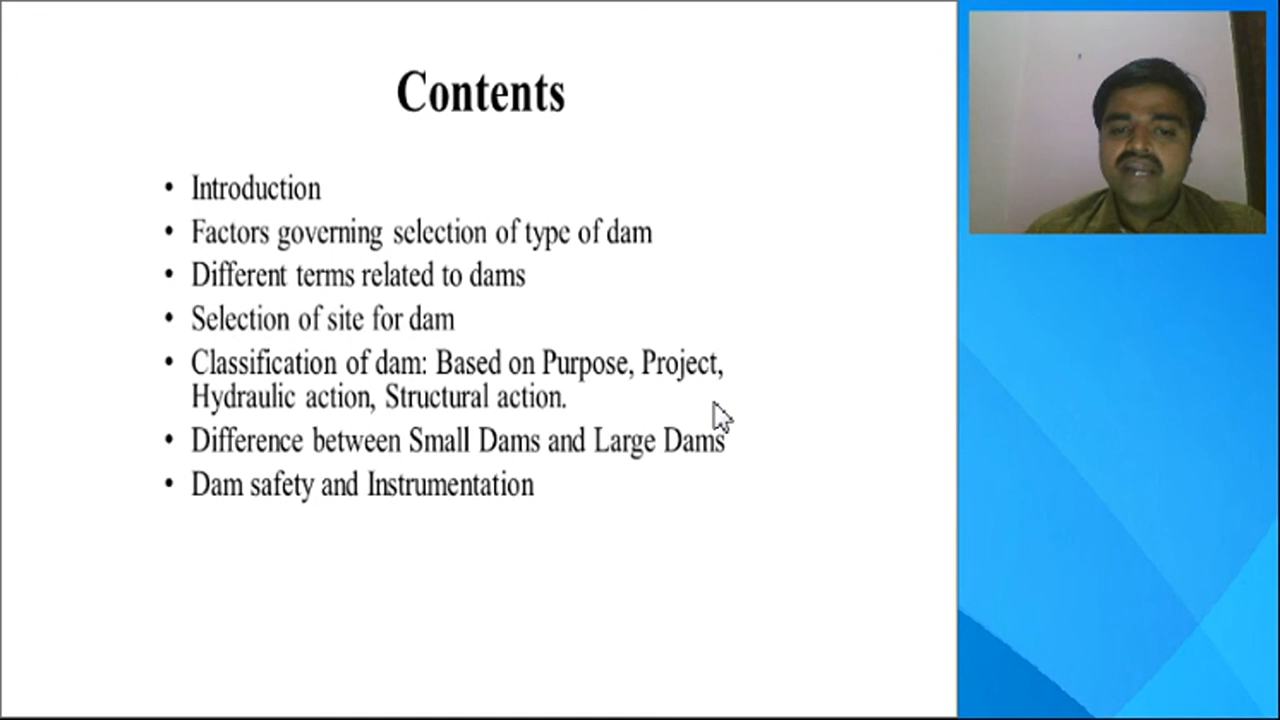 Contents
• Introduction
• Factors governing selection of type of dam
• Different terms related to dams
• Selection of site for dam
• Classification of dam: Based on Purpose, Project,
Hydraulic action, Structural action.
• Difference between Small Dams and Large Dams
• Dam safety and Instrumentation